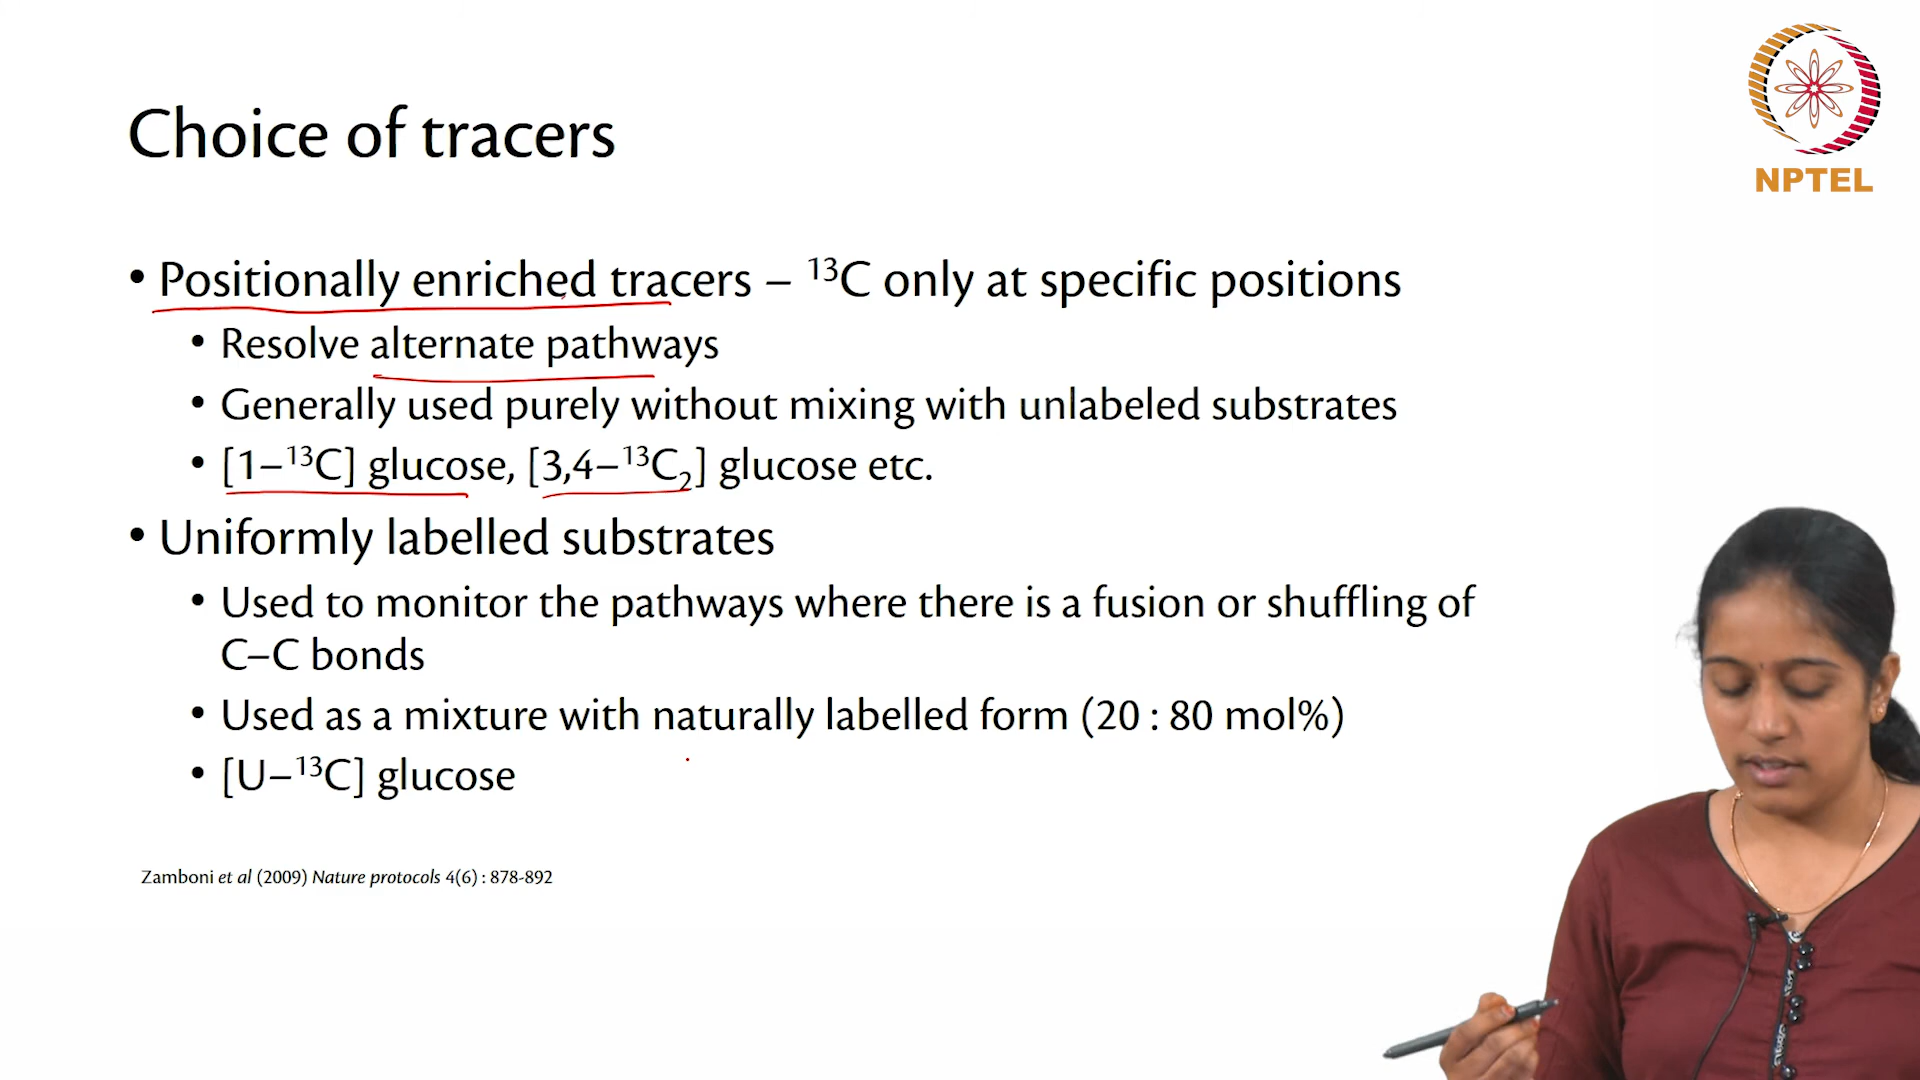 NPTEL
Choice of tracers
• Positionally enriched tracers – ¹³C only at specific positions
• Resolve alternate pathways
• Generally used purely without mixing with unlabeled substrates
• [1–¹³C] glucose, [3,4–¹³C₂] glucose etc.
• Uniformly labelled substrates
• Used to monitor the pathways where there is a fusion or shuffling of
C–C bonds
• Used as a mixture with naturally labelled form (20 : 80 mol%)
• [U–¹³C] glucose
Zamboni et al (2009) Nature protocols 4(6) : 878-892